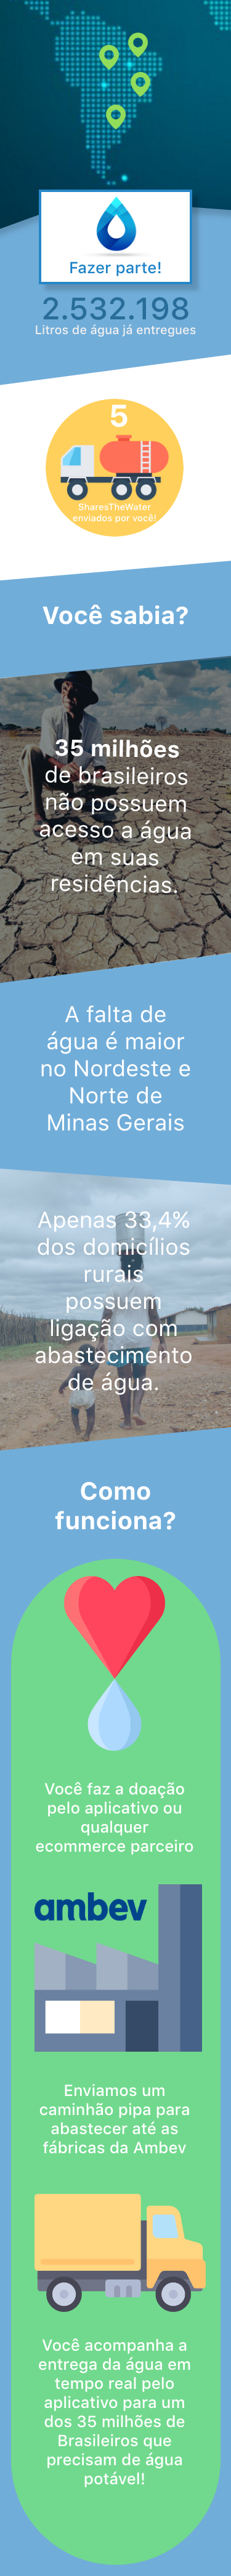 Fazer parte!
2.532.198
Litros de água já entregues
5
SharesTheWater
enviados por você!
Você sabia?
35 milhões
de brasileiros
não possuem
acesso a água
em suas
residências.
A falta de
água é maior
no Nordeste e
Norte de
Minas Gerais
Apenas 33,4%
dos domicílios
rurais
possuem
ligação com
abastecimento
de água.
Como
funciona?
Você faz a doação
pelo aplicativo ou
qualquer
ecommerce parceiro
ambev
Enviamos um
caminhão pipa para
abastecer até as
fábricas da Ambev
Você acompanha a
entrega da água em
tempo real pelo
aplicativo para um
dos 35 milhões de
Brasileiros que
precisam de água
potável!